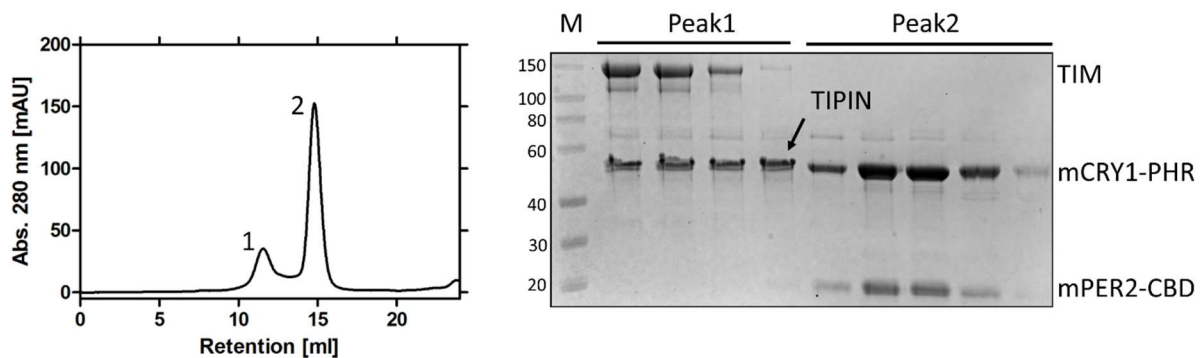 200
150
100
50
0
Abs. 280 nm [mAU]
1
2
0 5 10 15 20
Retention [ml]
M Peak1 Peak2
150
100
80
60
40
30
20
TIPIN
TIM
mCRY1-PHR
mPER2-CBD